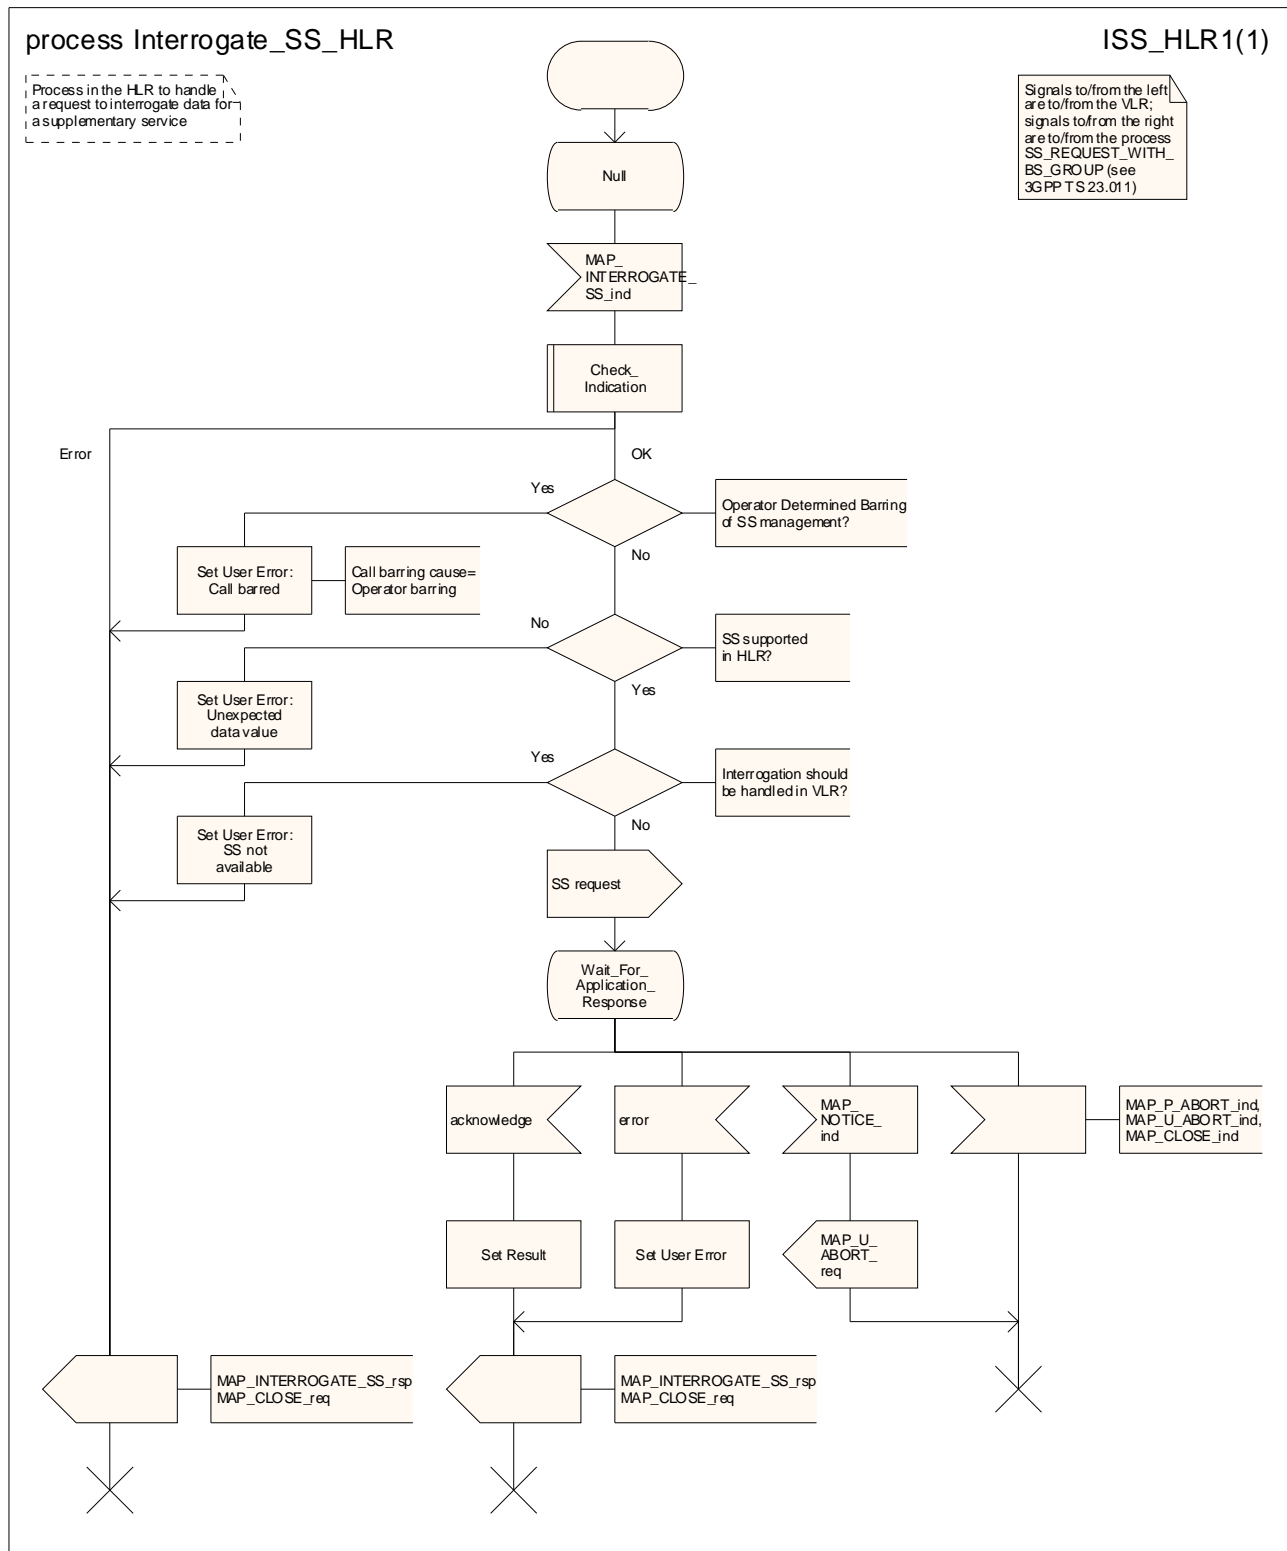 process Interrogate_SS_HLR
ISS_HLR1(1)
Process in the HLR to handle
a request to interrogate data for
a supplementary service
Signals to/from the left
are to/from the VLR;
signals to/from the right
are to/from the process
SS_REQUEST_WITH_
BS_GROUP (see
3GPP TS 23.011)
Null
MAP_
INTERROGATE_
SS_ind
Check_
Indication
Error
OK
Yes
Operator Determined Barring
of SS management?
No
Set User Error:
Call barred
Call barring cause=
Operator barring
No
SS supported
in HLR?
Yes
Set User Error:
Unexpected
data value
Yes
Interrogation should
be handled in VLR?
No
Set User Error:
SS not
available
SS request
Wait_For_
Application_
Response
acknowledge
error
MAP_
NOTICE_
ind
MAP_P_ABORT_ind,
MAP_U_ABORT_ind,
MAP_CLOSE_ind
Set Result
Set User Error
MAP_U_
ABORT_
req
MAP_INTERROGATE_SS_rsp
MAP_CLOSE_req
MAP_INTERROGATE_SS_rsp
MAP_CLOSE_req